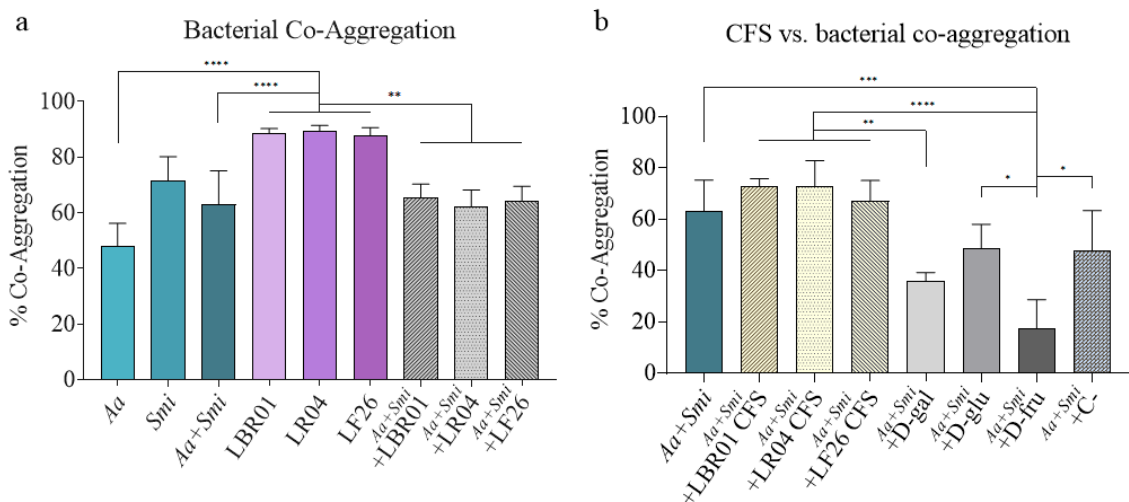 a
Bacterial Co-Aggregation
% Co-Aggregation
100
80
60
40
20
0
****
****
**
Aa
Smi
Aa+Smi
LBR01
LR04
LF26
Aa+Smi
+LBR01
Aa+Smi
+LR04
Aa+Smi
+LF26
b
CFS vs. bacterial co-aggregation
% Co-Aggregation
100
80
60
40
20
0
***
****
**
*
*
Aa+Smi
Aa+Smi
+LBR01 CFS
Aa+Smi
+LR04 CFS
Aa+Smi
+LF26 CFS
Aa+Smi
+D-gal
Aa+Smi
+D-glu
Aa+Smi
+D-fru
Aa+Smi
+C-